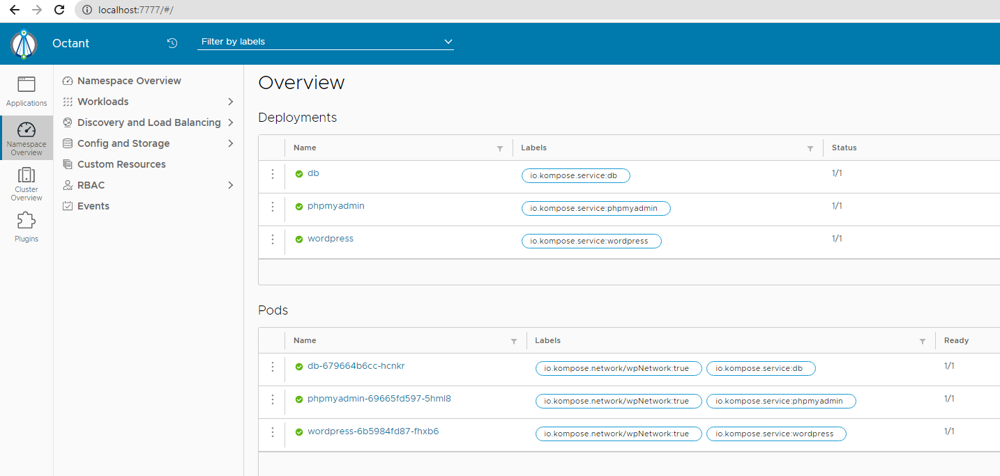 localhost:7777/#/
Octant
Filter by labels
Applications
Namespace
Overview
Cluster
Overview
Plugins
Namespace Overview
Workloads
Discovery and Load Balancing
Config and Storage
Custom Resources
RBAC
Events
Overview
Deployments
Name Labels Status
db io.kompose.service:db 1/1
phpmyadmin io.kompose.service:phpmyadmin 1/1
wordpress io.kompose.service:wordpress 1/1
Pods
Name Labels Ready
db-679664b6cc-hcnkr io.kompose.network/wpNetwork:true io.kompose.service:db 1/1
phpmyadmin-69665fd597-5hml8 io.kompose.network/wpNetwork:true io.kompose.service:phpmyadmin 1/1
wordpress-6b5984fd87-fhxb6 io.kompose.network/wpNetwork:true io.kompose.service:wordpress 1/1